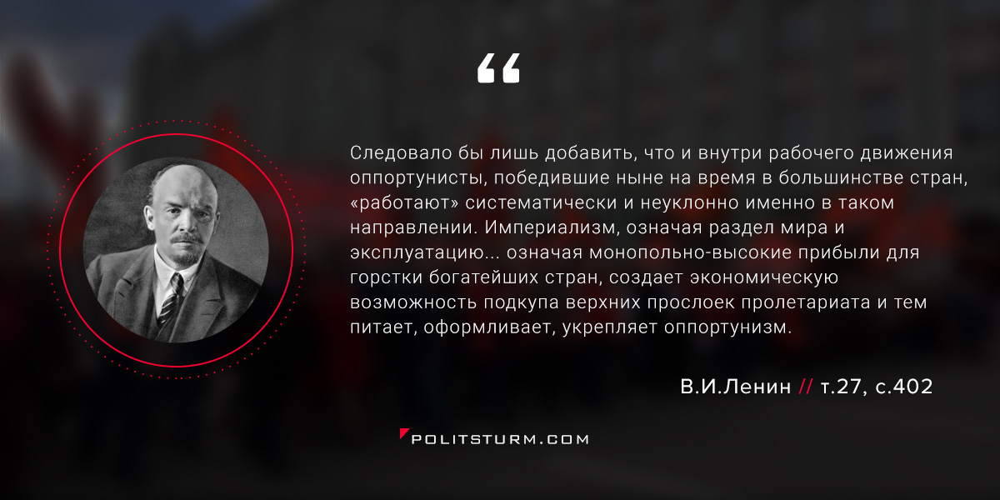 “
Следовало бы лишь добавить, что и внутри рабочего движения
оппортунисты, победившие ныне на время в большинстве стран,
«работают» систематически и неуклонно именно в таком
направлении. Империализм, означая раздел мира и
эксплуатацию... означая монопольно-высокие прибыли для
горстки богатейших стран, создает экономическую
возможность подкупа верхних прослоек пролетариата и тем
питает, оформливает, укрепляет оппортунизм.
В.И.Ленин // т.27, с.402
POLITSTURM.COM